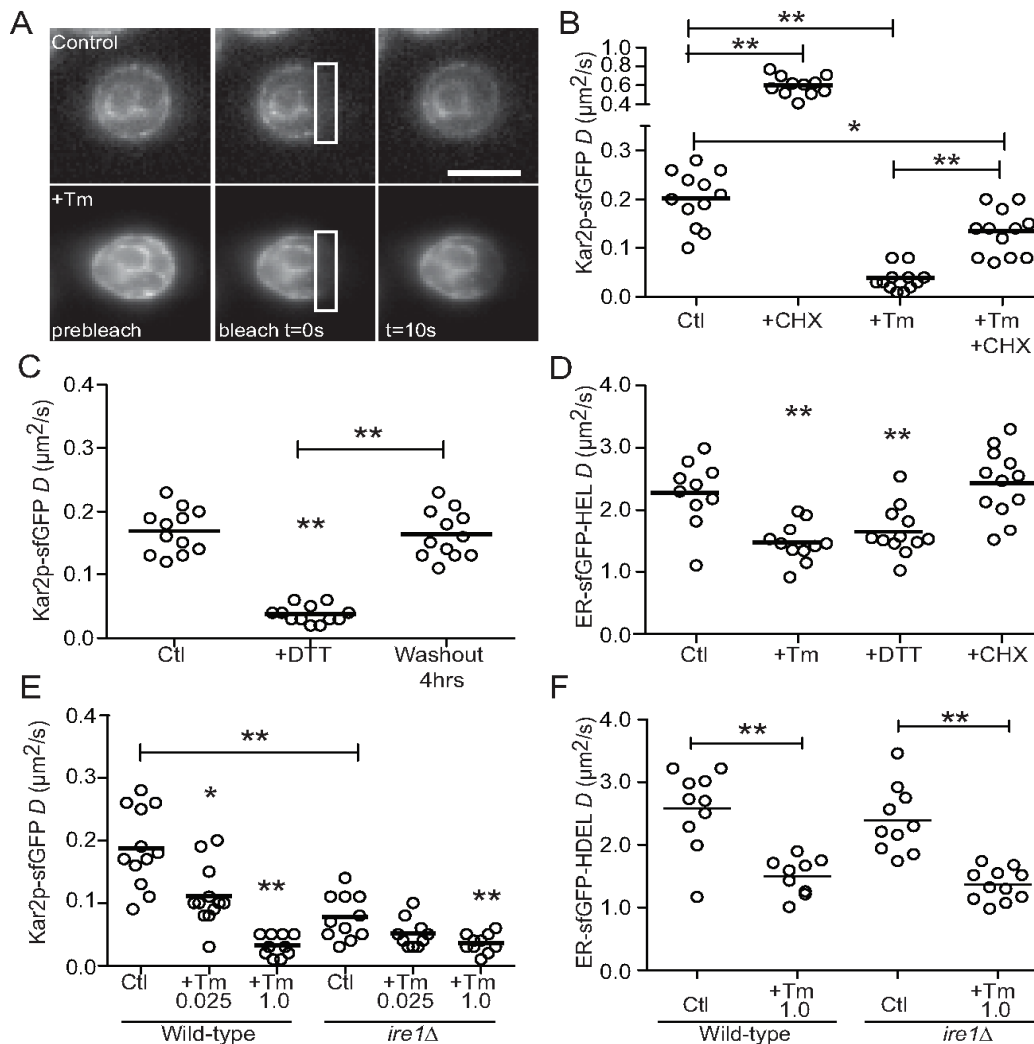 A
Control
+Tm
prebleach
bleach t=0s
t=10s
B
Kar2p-sfGFP D (µm²/s)
1.0
0.8
0.6
0.4
0.3
0.2
0.1
0.0
**
**
*
**
Ctl
+CHX
+Tm
+Tm
+CHX
C
Kar2p-sfGFP D (µm²/s)
0.4
0.3
0.2
0.1
0.0
**
**
Ctl
+DTT
Washout
4hrs
D
ER-sfGFP-HEL D (µm²/s)
4.0
3.0
2.0
1.0
0.0
**
**
Ctl
+Tm
+DTT
+CHX
E
Kar2p-sfGFP D (µm²/s)
0.4
0.3
0.2
0.1
0.0
**
*
**
**
Ctl
+Tm
0.025
+Tm
1.0
Ctl
+Tm
0.025
+Tm
1.0
Wild-type
ire1Δ
F
ER-sfGFP-HDEL D (µm²/s)
4.0
3.0
2.0
1.0
0.0
**
**
Ctl
+Tm
1.0
Ctl
+Tm
1.0
Wild-type
ire1Δ